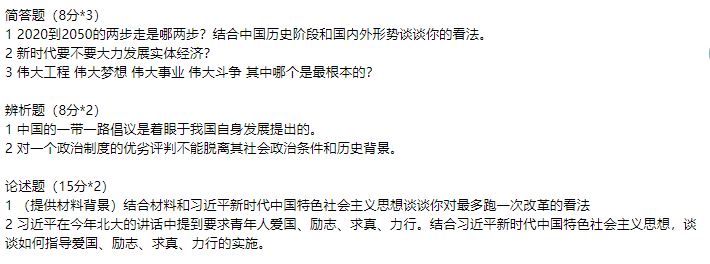 简答题（8分*3）
1 2020到2050的两步走是哪两步？结合中国历史阶段和国内外形势谈谈你的看法。
2 新时代要不要大力发展实体经济？
3 伟大工程 伟大梦想 伟大事业 伟大斗争 其中哪个是最根本的？
辨析题（8分*2）
1 中国的一带一路倡议是着眼于我国自身发展提出的。
2 对一个政治制度的优劣评判不能脱离其社会政治条件和历史背景。
论述题（15分*2）
1 （提供材料背景）结合材料和习近平新时代中国特色社会主义思想谈谈你对最多跑一次改革的看法
2 习近平在今年北大的讲话中提到要求青年人爱国、励志、求真、力行。结合习近平新时代中国特色社会主义思想，谈
谈如何指导爱国、励志、求真、力行的实施。